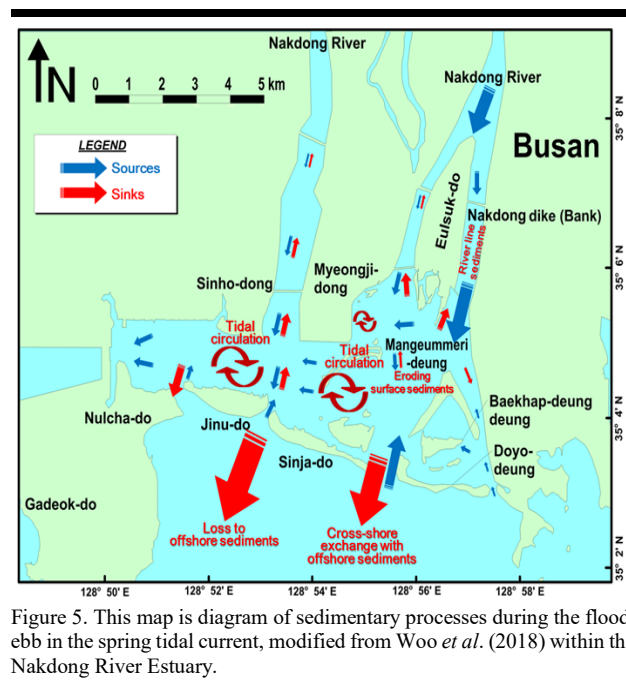 Nakdong River
Nakdong River
N
0 1 2 3 4 5 km
35° 8'
LEGEND
Sources
Sinks
Busan
Eulsuk-do
Nakdong dike (Bank)
River line
sediments
35° 6'
Sinho-dong
Myeongji-
dong
Tidal
circulation
Tidal
circulation
Mangeummeri
-deung
Eroding
surface sediments
Baekhap-deung
deung
35° 4'
Nulcha-do
Jinu-do
Sinja-do
Doyo-
deung
Gadeok-do
Loss to
offshore sediments
Cross-shore
exchange with
offshore sediments
35° 2'
128° 50' E 128° 52' E 128° 54' E 128° 56' E 128° 58' E
Figure 5. This map is diagram of sedimentary processes during the flood
ebb in the spring tidal current, modified from Woo et al. (2018) within th
Nakdong River Estuary.